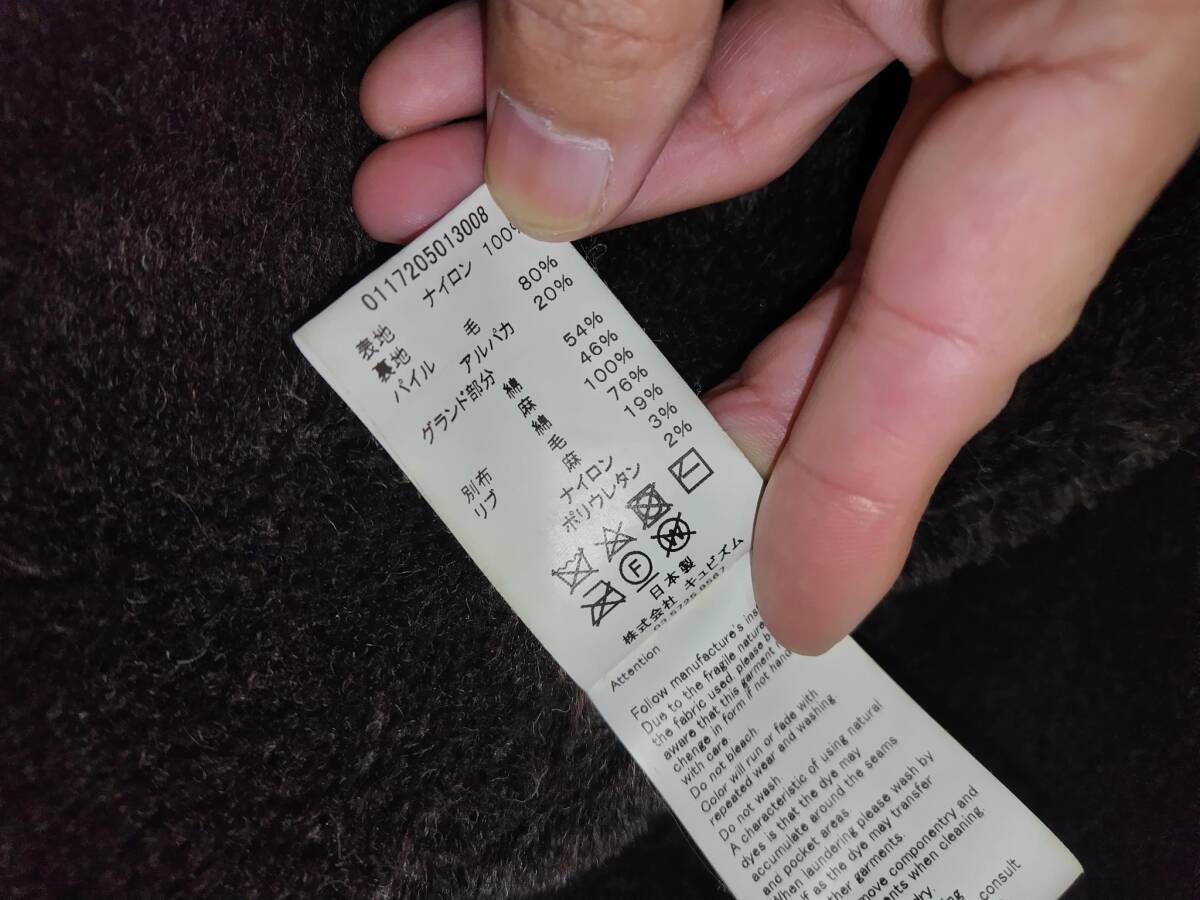 0117205013008
表地 ナイロン 100%
裏地
パイル 毛 80%
アルパカ 20%
グランド部分
綿 54%
麻 46%
別布 綿 100%
リブ 毛 76%
麻 19%
ナイロン 3%
ポリウレタン 2%
F
日本製
株式会社 キュビズム
03-5725-0567
Attention
Follow manufacture's
Due to the fragile nature
the fabric used, please
aware that this garment
change in form if not
with care
Do not bleach
Color will run or fade with
repeated wear and washing
Do not wash
A characteristic of using natural
dyes is that the dye may
accumulate around the seams
and pocket areas
When laundering please wash by
as the dye may transfer
garments.
componentry and
when cleaning.
consult